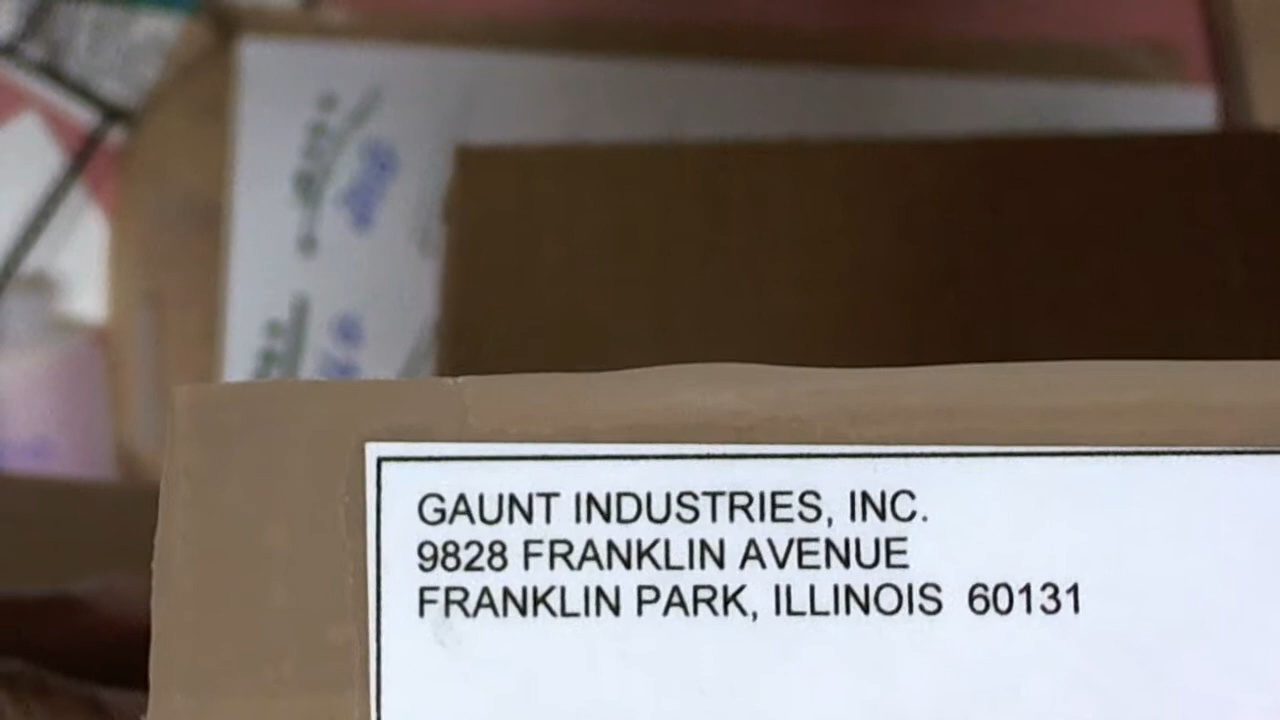 GAUNT INDUSTRIES, INC.
9828 FRANKLIN AVENUE
FRANKLIN PARK, ILLINOIS  60131